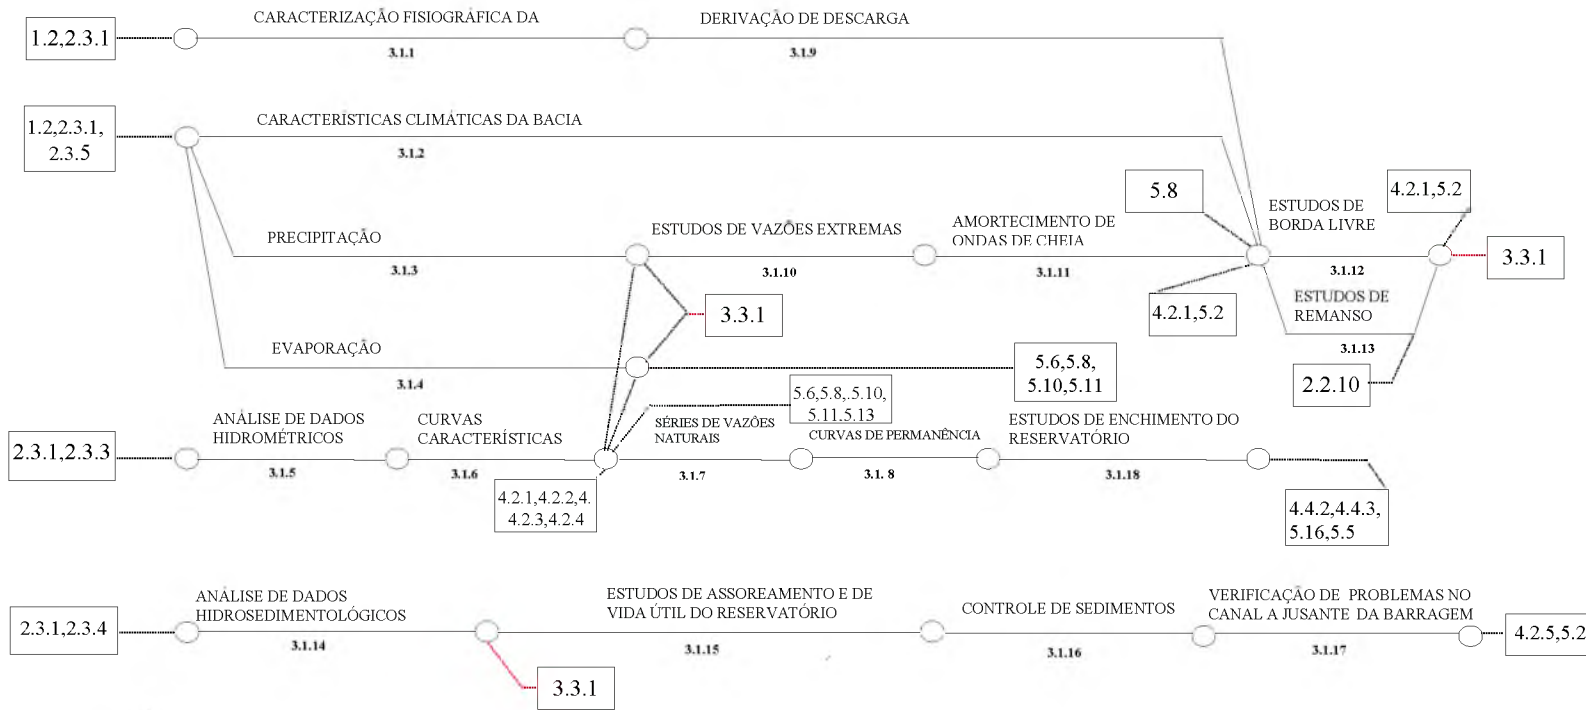 CARACTERIZAÇÃO FISIOGRÁFICA DA
DERIVAÇÃO DE DESCARGA
1.2,2.3.1
3.1.1
3.1.9
1.2,2.3.1,
2.3.5
CARACTERÍSTICAS CLIMÁTICAS DA BACIA
3.1.2
5.8
4.2.1,5.2
PRECIPITAÇÃO
3.1.3
ESTUDOS DE VAZÕES EXTREMAS
3.1.10
AMORTECIMENTO DE
ONDAS DE CHEIA
3.1.11
ESTUDOS DE
BORDA LIVRE
3.1.12
3.3.1
3.3.1
4.2.1,5.2
ESTUDOS DE
REMANSO
3.1.13
2.2.10
EVAPORAÇÃO
3.1.4
5.6,5.8,
5.10,5.11
5.6,5.8,.5.10,
5.11.5.13
2.3.1,2.3.3
ANÁLISE DE DADOS
HIDROMÉTRICOS
3.1.5
CURVAS
CARACTERÍSTICAS
3.1.6
SÉRIES DE VAZÕES
NATURAIS
3.1.7
CURVAS DE PERMANÊNCIA
3.1. 8
ESTUDOS DE ENCHIMENTO DO
RESERVATÓRIO
3.1.18
4.2.1,4.2.2,4.
4.2.3,4.2.4
4.4.2,4.4.3,
5.16,5.5
2.3.1,2.3.4
ANÁLISE DE DADOS
HIDROSEDIMENTOLÓGICOS
3.1.14
ESTUDOS DE ASSOREAMENTO E DE
VIDA ÚTIL DO RESERVATÓRIO
3.1.15
CONTROLE DE SEDIMENTOS
3.1.16
VERIFICAÇÃO DE PROBLEMAS NO
CANAL A JUSANTE DA BARRAGEM
3.1.17
4.2.5,5.2
3.3.1